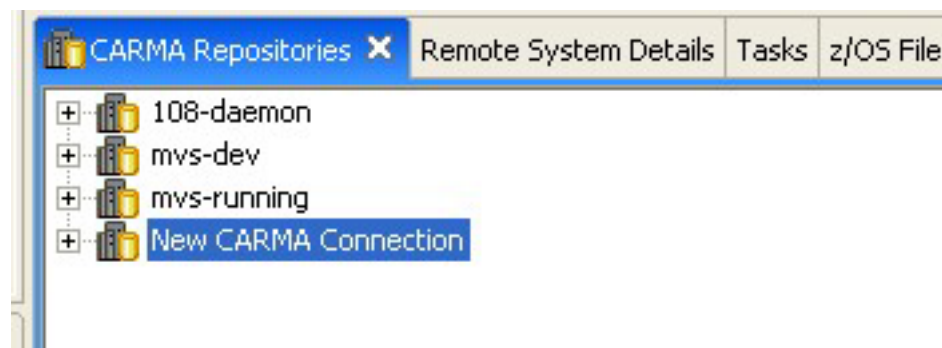 CARMA Repositories Remote System Details Tasks z/OS File
108-daemon
mvs-dev
mvs-running
New CARMA Connection